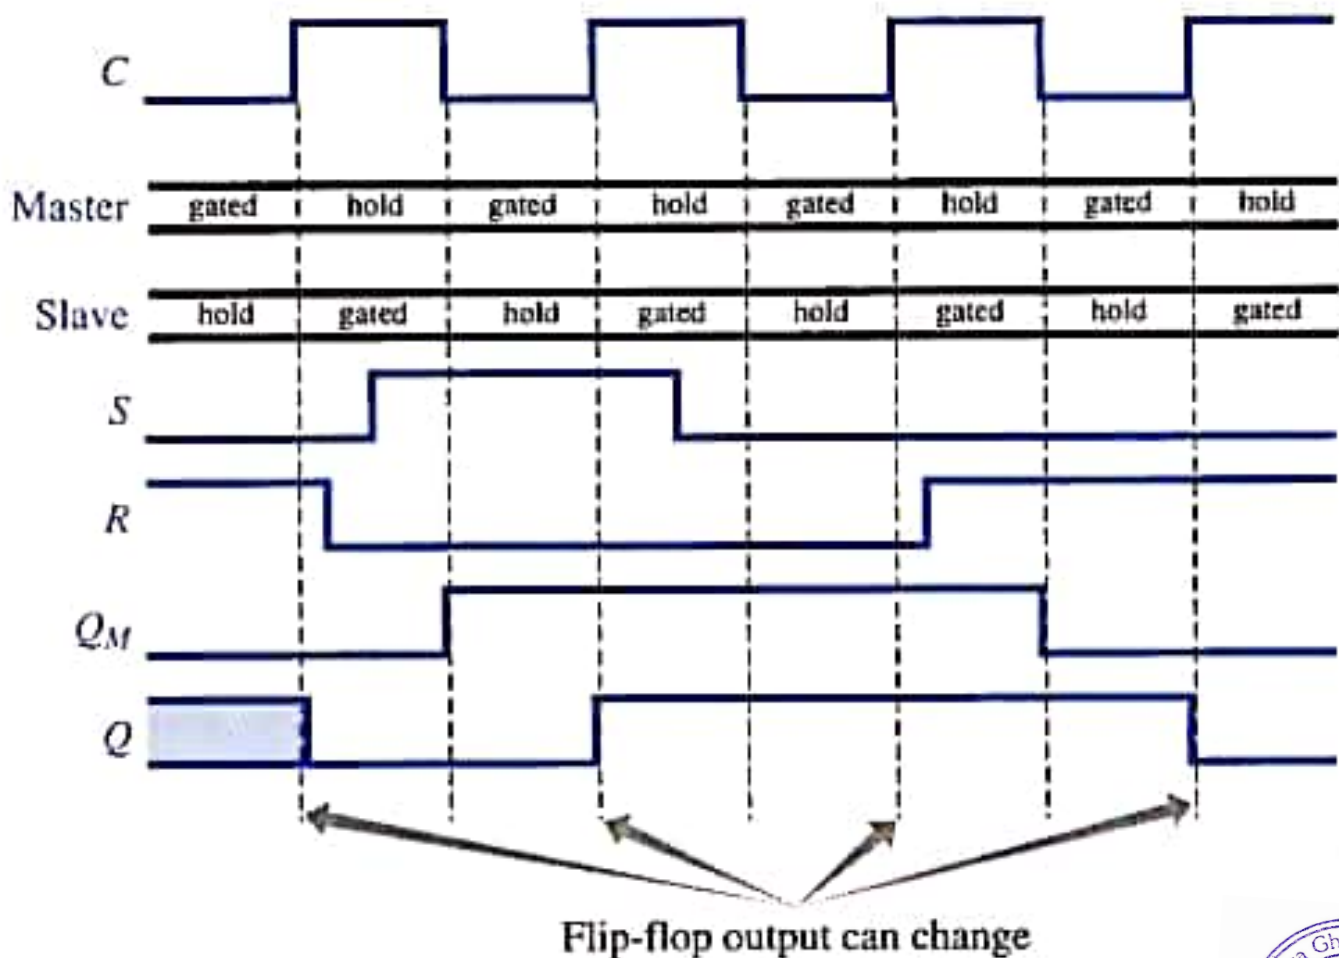 C
Master gated hold gated hold gated hold gated hold
Slave hold gated hold gated hold gated hold gated
S
R
QM
Q
Flip-flop output can change